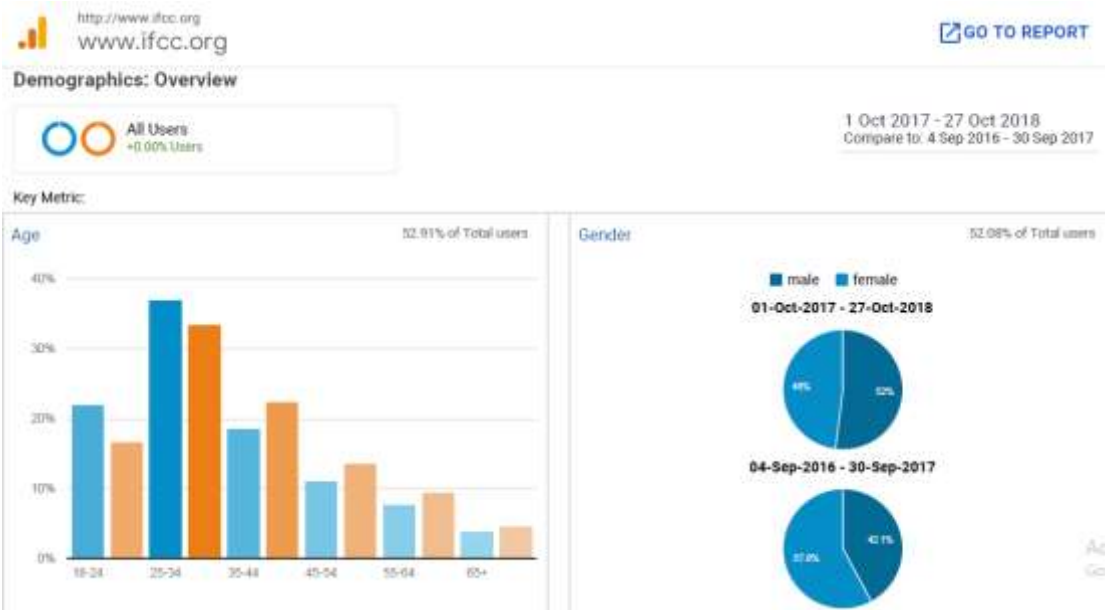 http://www.ifcc.org
www.ifcc.org
GO TO REPORT
Demographics: Overview
All Users
+0.00% Users
1 Oct 2017 - 27 Oct 2018
Compare to: 4 Sep 2016 - 30 Sep 2017
Key Metric:
Age
52.91% of Total users
40%
30%
20%
10%
0%
18-24
25-34
35-44
45-54
55-64
65+
Gender
52.08% of Total users
male
female
01-Oct-2017 - 27-Oct-2018
52%
04-Sep-2016 - 30-Sep-2017
42.1%